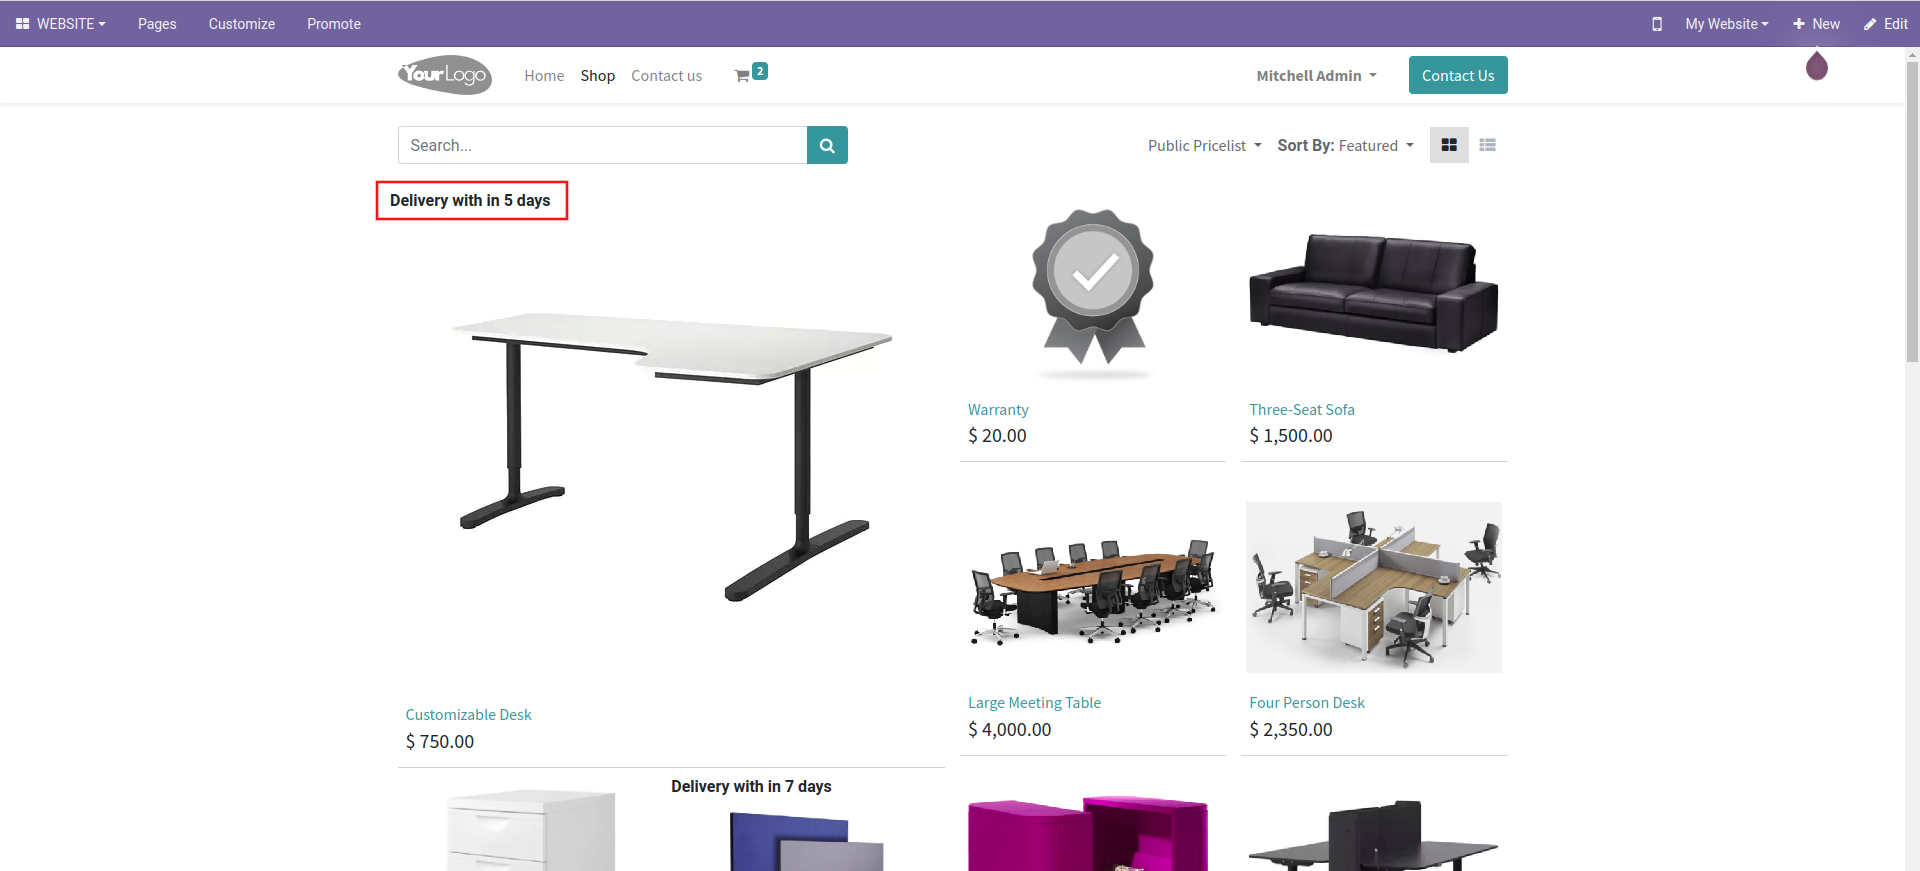 WEBSITE Pages Customize Promote My Website New Edit
YourLogo Home Shop Contact us 2 Mitchell Admin Contact Us
Search... Public Pricelist Sort By: Featured
Delivery with in 5 days
Warranty
$ 20.00
Three-Seat Sofa
$ 1,500.00
Customizable Desk
$ 750.00
Large Meeting Table
$ 4,000.00
Four Person Desk
$ 2,350.00
Delivery with in 7 days